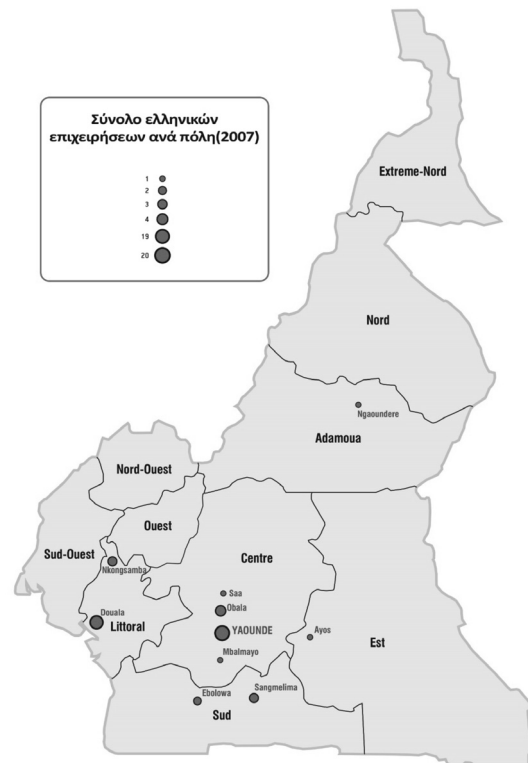 Σύνολο ελληνικών
επιχειρήσεων ανά πόλη(2007)
1
2
3
4
19
20
Extreme-Nord
Nord
Ngaoundere
Adamoua
Nord-Ouest
Ouest
Sud-Ouest
Centre
Nkongsamba
Saa
Obala
Douala
Littoral
YAOUNDE
Ayos
Est
Mbalmayo
Ebolowa
Sangmelima
Sud